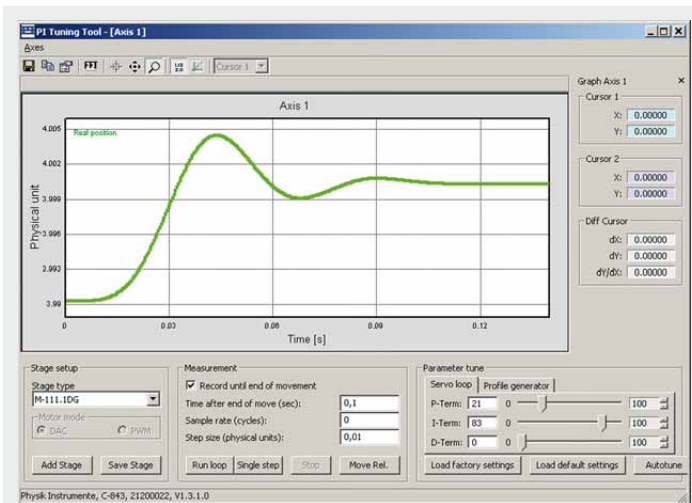 PI Tuning Tool - [Axis 1]
Axes
FFT Cursor 1
Graph Axis 1
Axis 1
Real position
Physical unit
4.005
4.002
3.999
3.996
3.993
3.99
0 0.03 0.06 0.09 0.12
Time [s]
Cursor 1
X: 0.00000
Y: 0.00000
Cursor 2
X: 0.00000
Y: 0.00000
Diff Cursor
dX: 0.00000
dY: 0.00000
dY/dX: 0.00000
Stage setup
Stage type
M-111.1DG
Motor mode
DAC PWM
Add Stage Save Stage
Measurement
Record until end of movement
Time after end of move (sec): 0,1
Sample rate (cycles): 0
Step size (physical units): 0,01
Run loop Single step Stop Move Rel.
Parameter tune
Servo loop Profile generator
P-Term: 21 0 100
I-Term: 83 0 100
D-Term: 0 0 100
Load factory settings Load default settings Autotune
Physik Instrumente, C-843, 21200022, V1.3.1.0